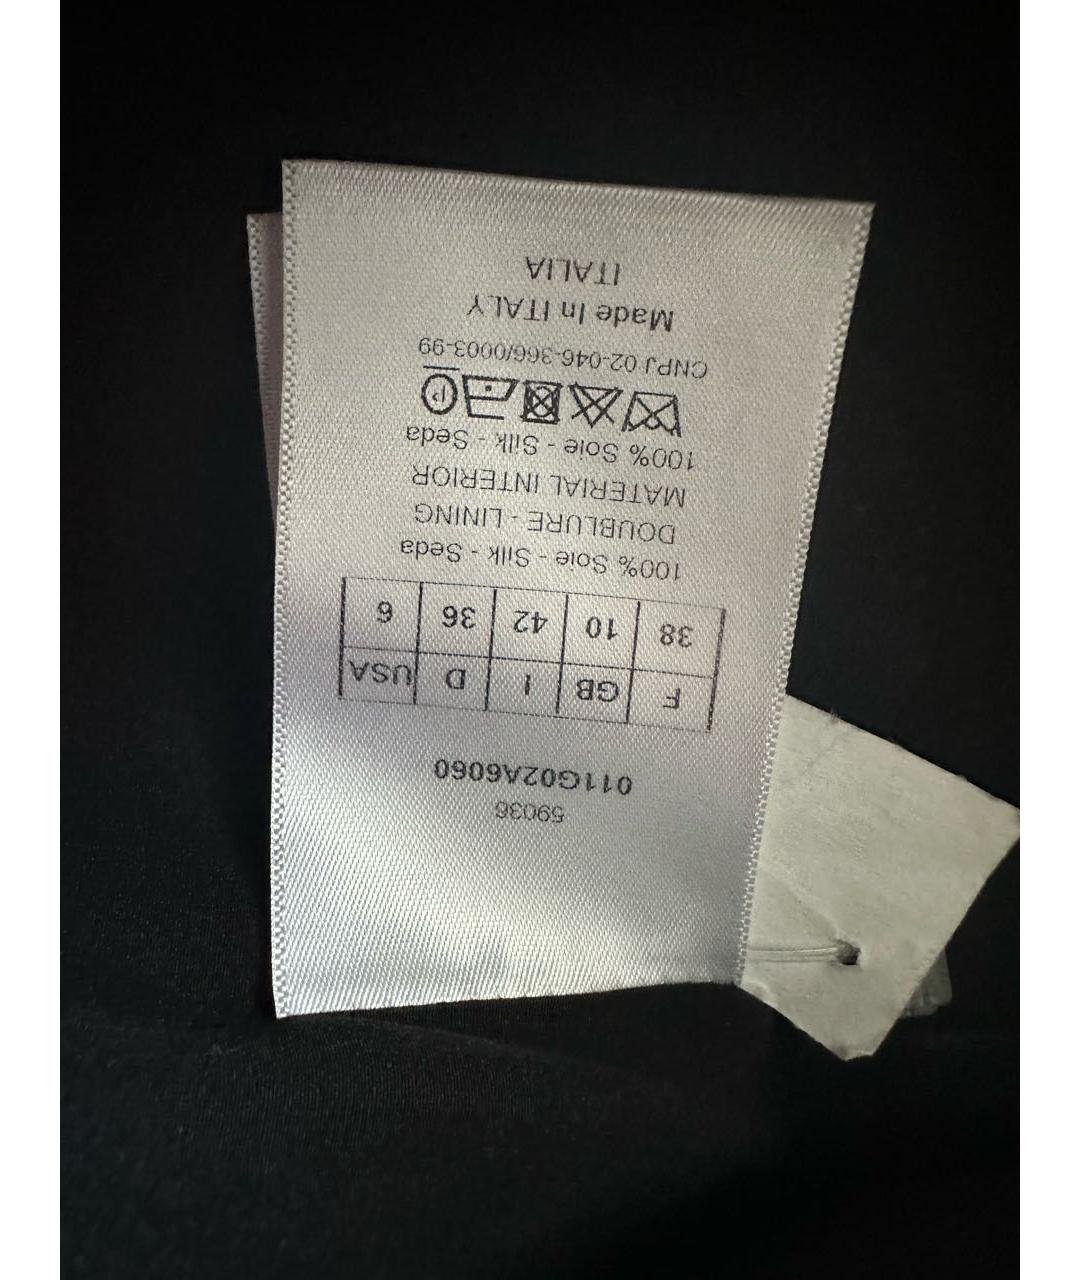 59036
011G02A6060
F GB I D USA
38 10 42 36 6
100% Soie - Silk - Seda
DOUBLURE - LINING
MATERIAL INTERIOR
100% Soie - Silk - Seda
P
CNPJ 02-046-366/0003-99
Made In ITALY
ITALIA